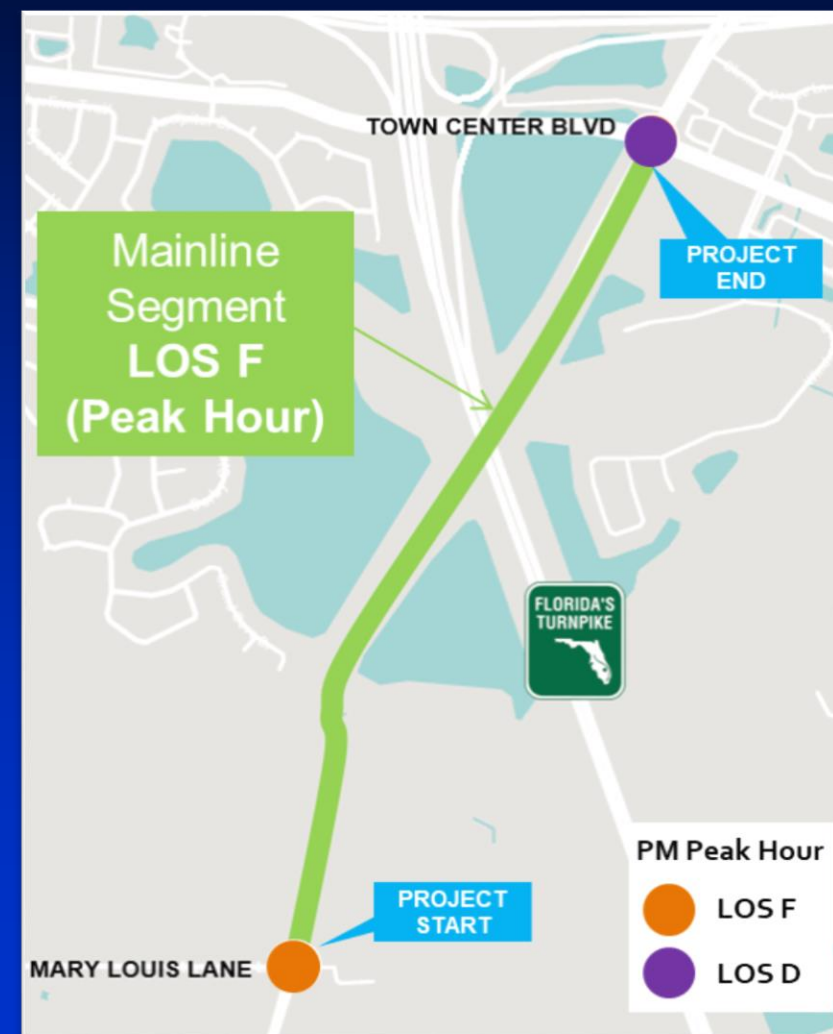 TOWN CENTER BLVD
PROJECT
END
Mainline
Segment
LOS F
(Peak Hour)
FLORIDA'S
TURNPIKE
PM Peak Hour
LOS F
LOS D
PROJECT
START
MARY LOUIS LANE